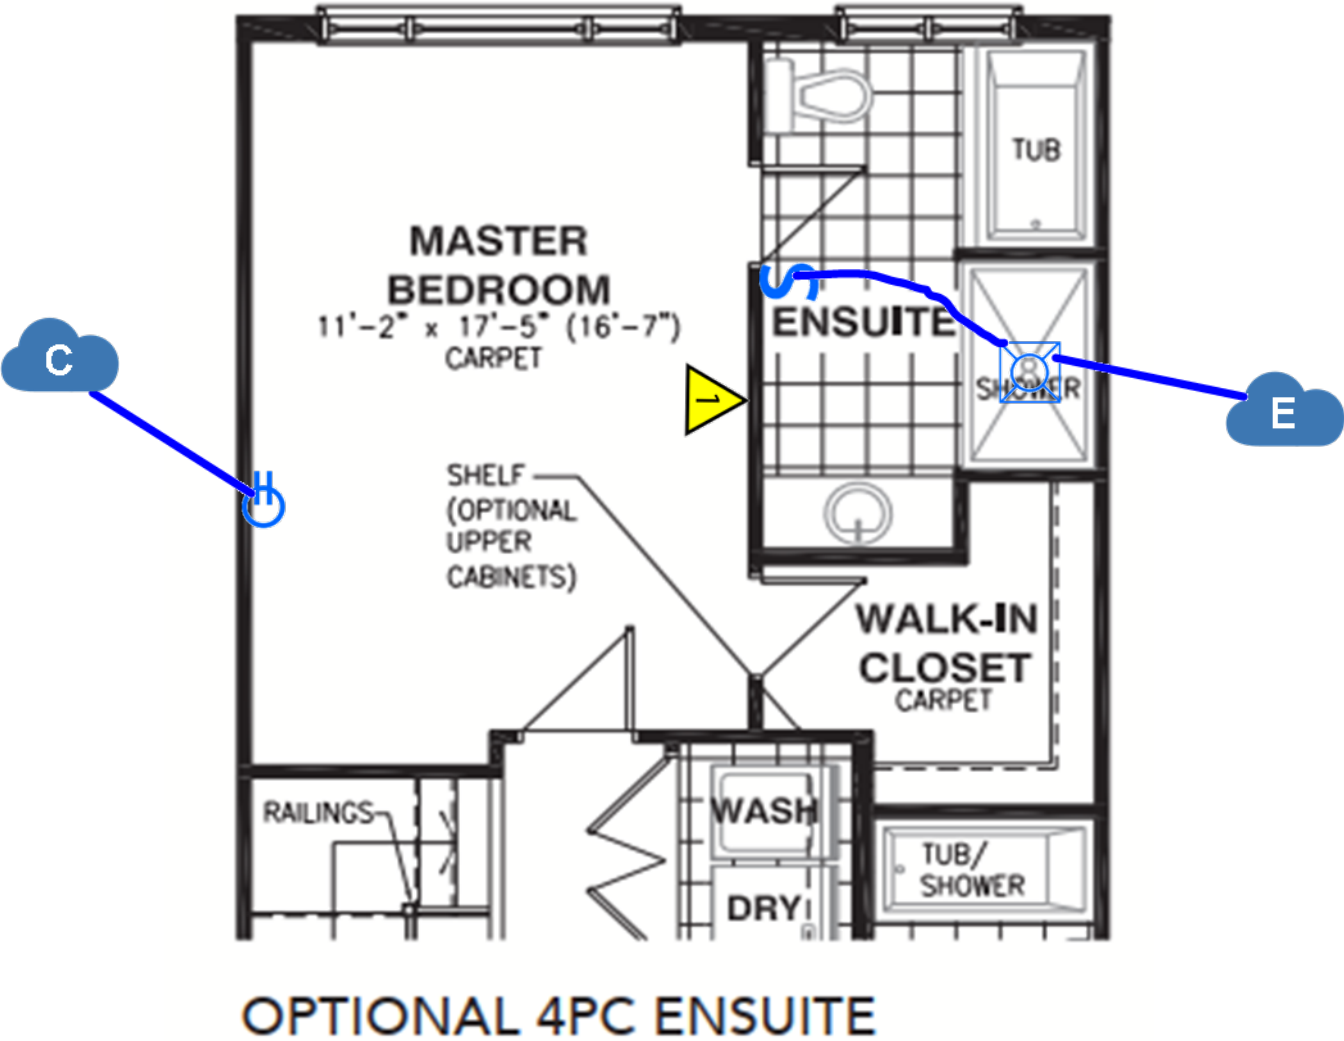 TUB
MASTER
BEDROOM
11'-2" x 17'-5" (16'-7")
CARPET
C
ENSUITE
SHOWER
E
1
H
S
8
SHELF
(OPTIONAL
UPPER
CABINETS)
WALK-IN
CLOSET
CARPET
RAILINGS
WASH
DRY
TUB/
SHOWER
OPTIONAL 4PC ENSUITE